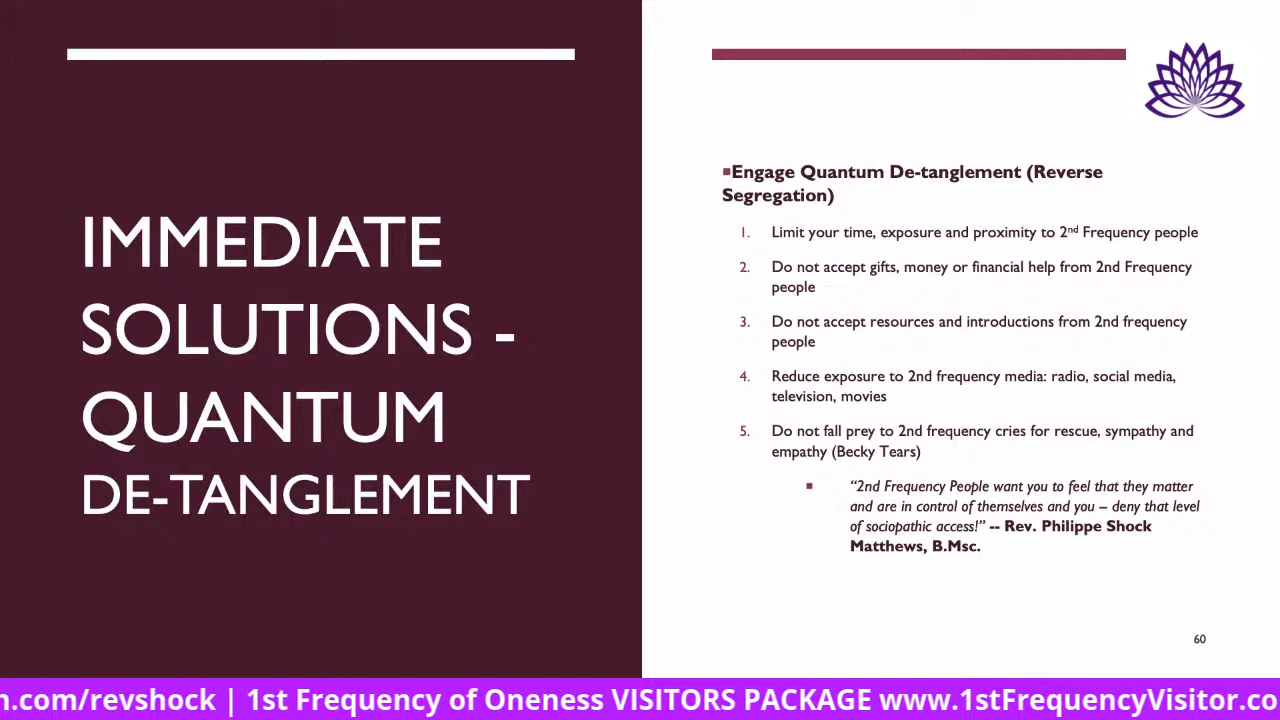 IMMEDIATE
SOLUTIONS -
QUANTUM
DE-TANGLEMENT
▪Engage Quantum De-tanglement (Reverse
Segregation)
1. Limit your time, exposure and proximity to 2nd Frequency people
2. Do not accept gifts, money or financial help from 2nd Frequency
people
3. Do not accept resources and introductions from 2nd frequency
people
4. Reduce exposure to 2nd frequency media: radio, social media,
television, movies
5. Do not fall prey to 2nd frequency cries for rescue, sympathy and
empathy (Becky Tears)
▪ “2nd Frequency People want you to feel that they matter
and are in control of themselves and you – deny that level
of sociopathic access!” -- Rev. Philippe Shock
Matthews, B.Msc.
60
n.com/revshock | 1st Frequency of Oneness VISITORS PACKAGE www.1stFrequencyVisitor.co